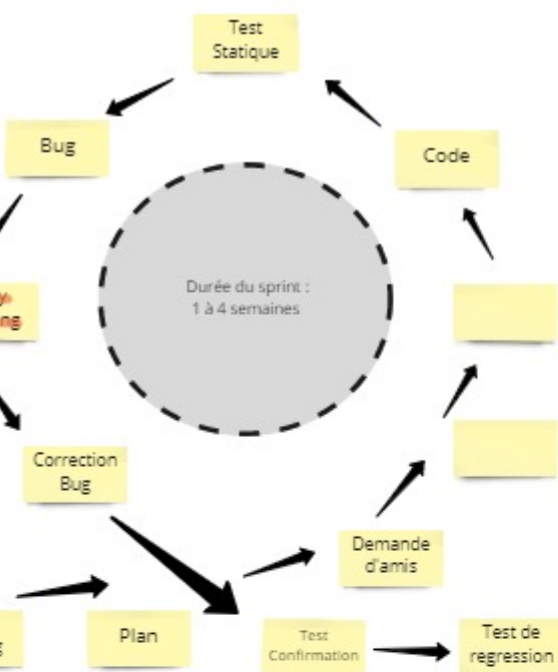 Test
Statique
Bug
Code
Durée du sprint :
1 à 4 semaines
Correction
Bug
Demande
d'amis
Plan
Test
Confirmation
Test de
regression